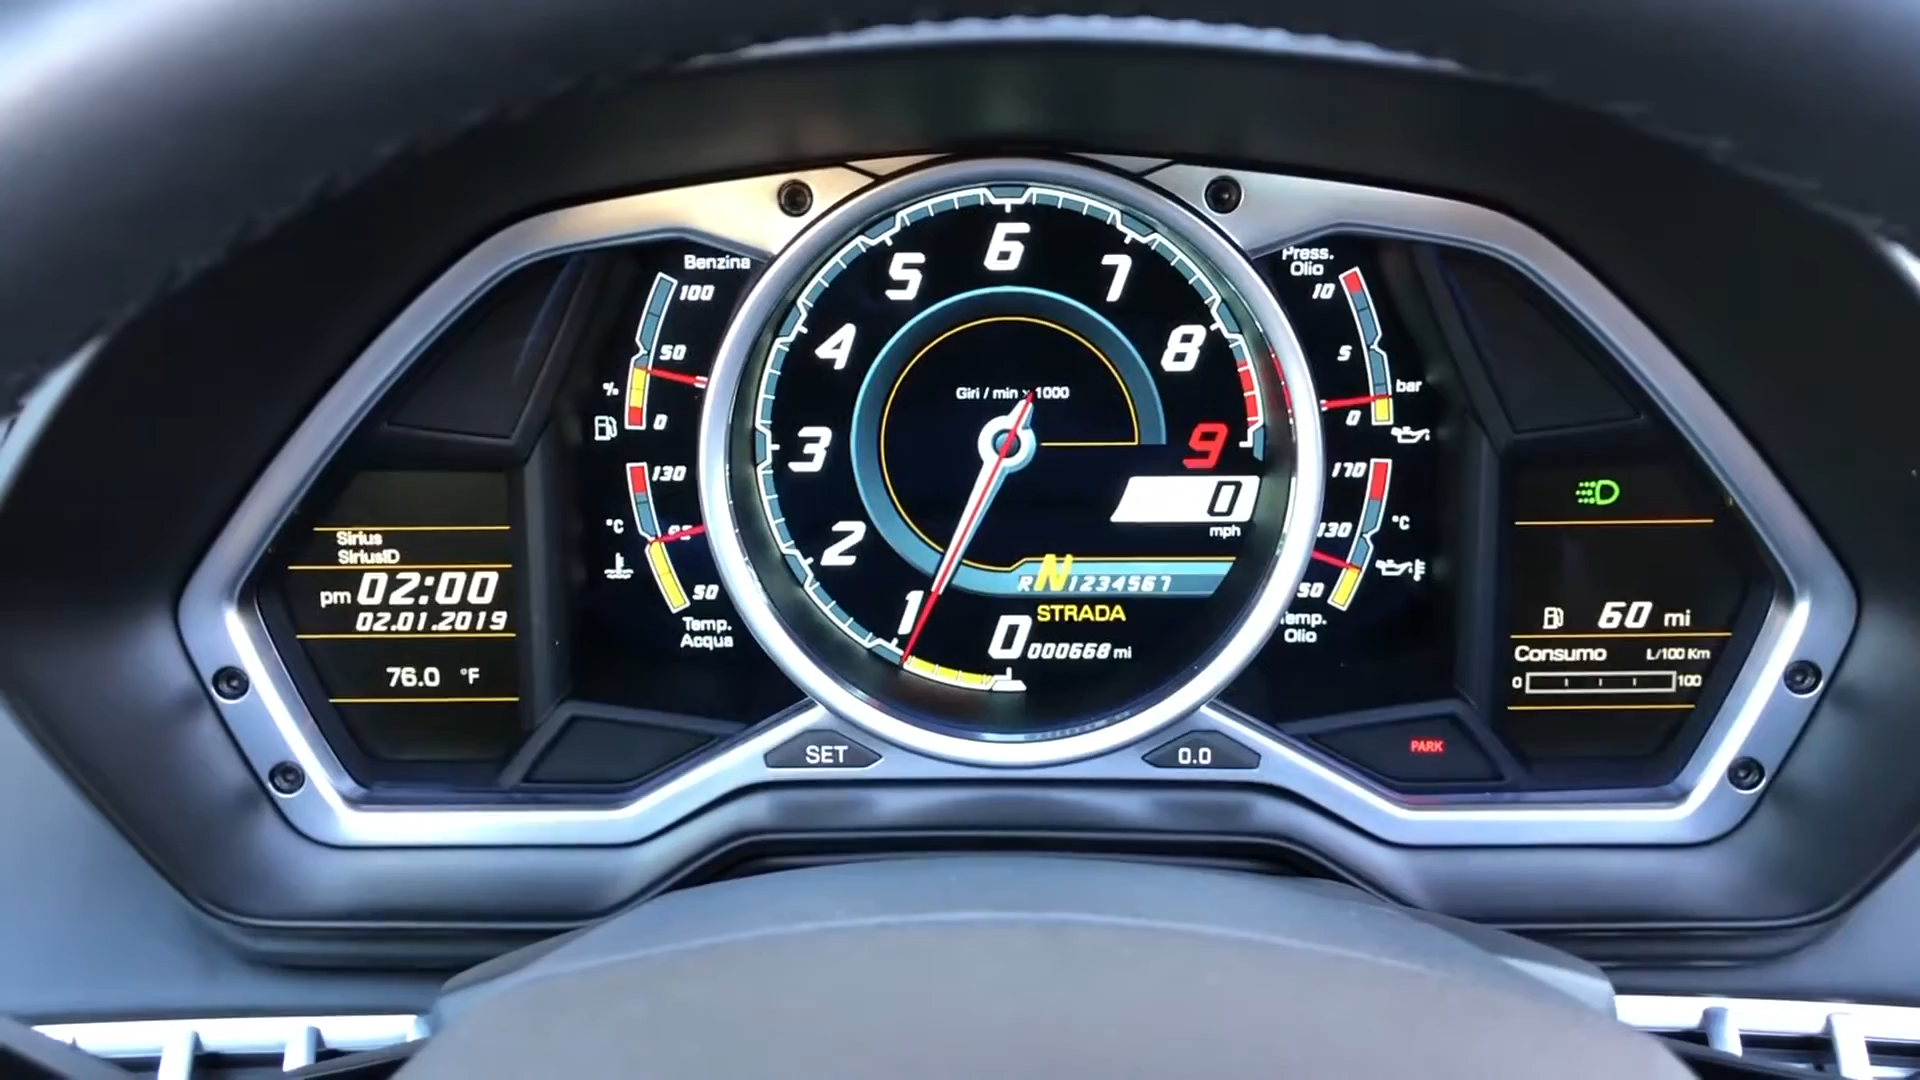 Benzina
100
50
%
0
130
°C
50
Temp.
Acqua
Sirius
SiriusID
pm 02:00
02.01.2019
76.0 °F
6
5
7
4
8
3
9
2
1
0
Giri / min x 1000
0
mph
R N 1234567
STRADA
000668 mi
SET
0.0
Press.
Olio
10
5
bar
0
170
°C
130
50
Olio
60 mi
Consumo L/100 Km
0 100
PARK